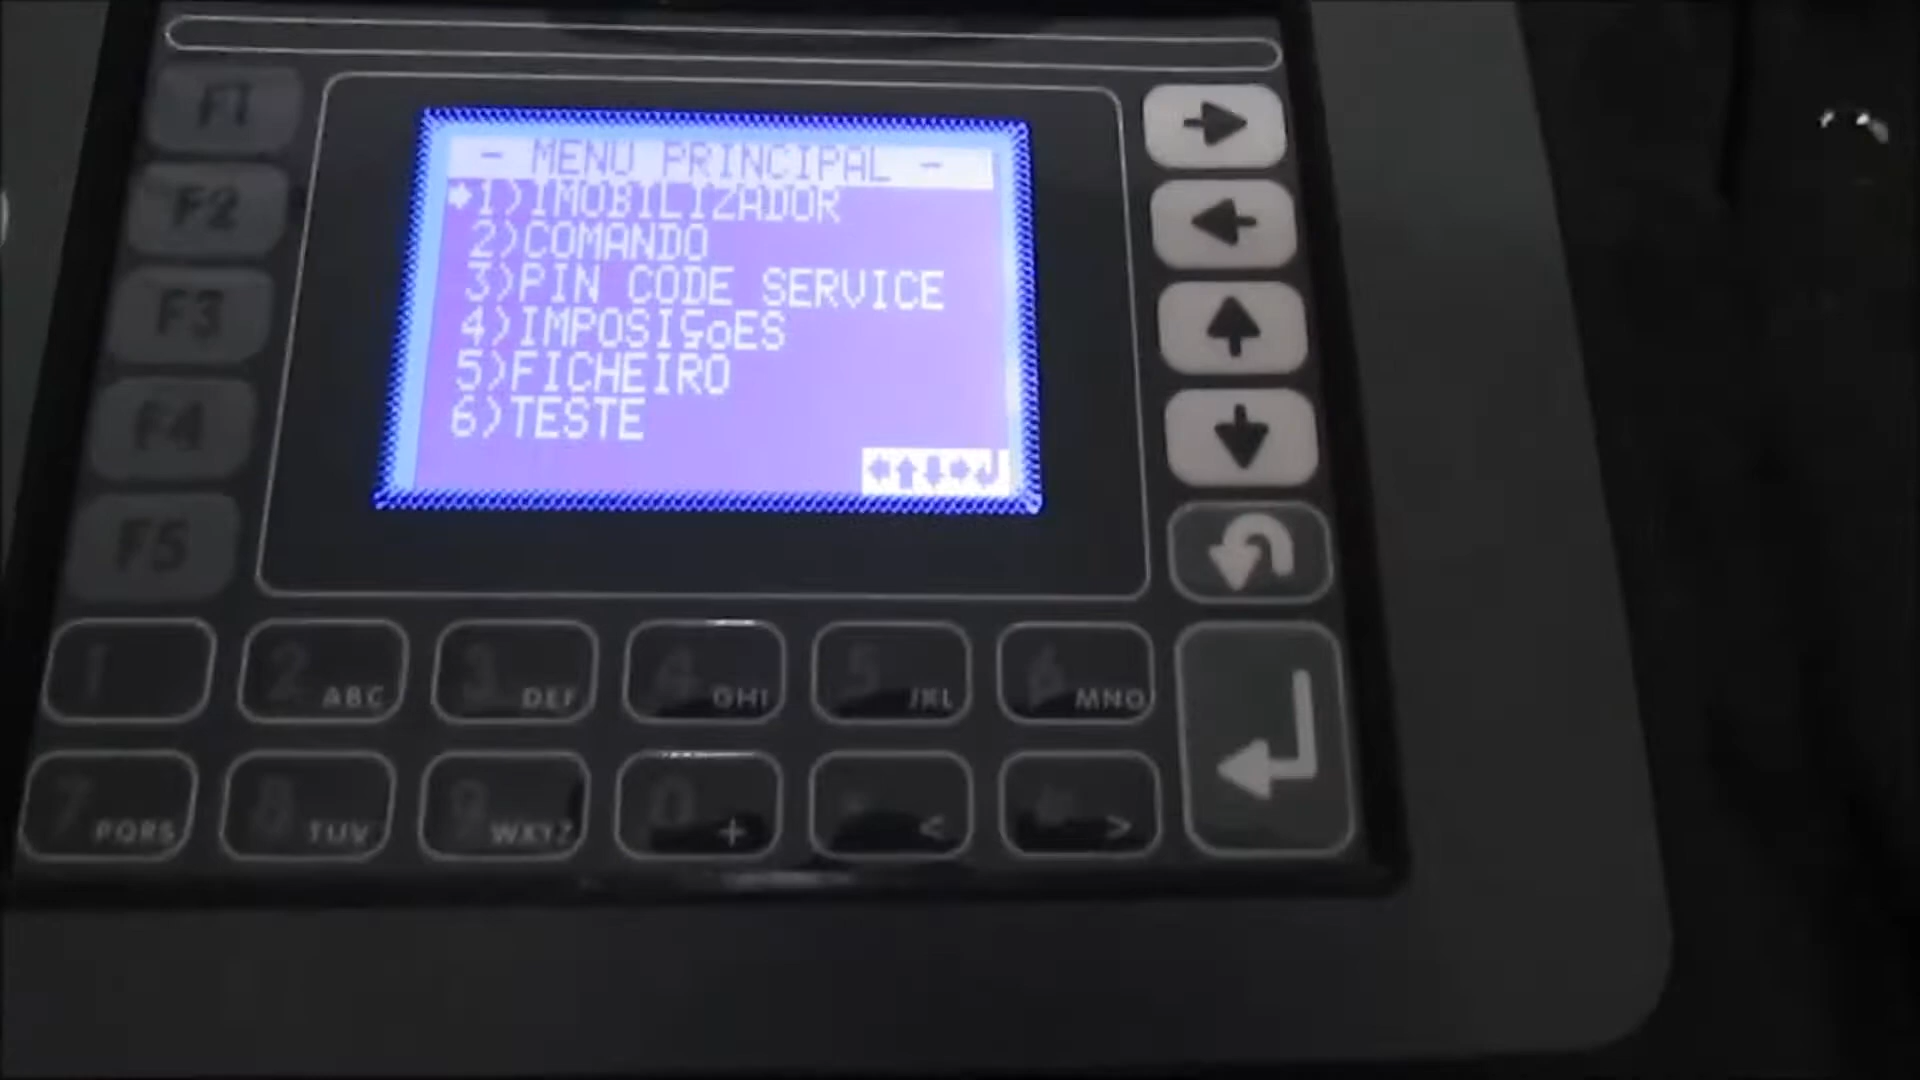 F1
- MENU PRINCIPAL -
1)IMOBILIZADOR
F2
2)COMANDO
3)PIN CODE SERVICE
F3
4)IMPOSIçoES
5)FICHEIRO
F4
6)TESTE
F5
1
2 ABC
3 DEF
4 GHI
5 JKL
6 MNO
7 PQRS
8 TUV
9 WXYZ
0 +
<
>